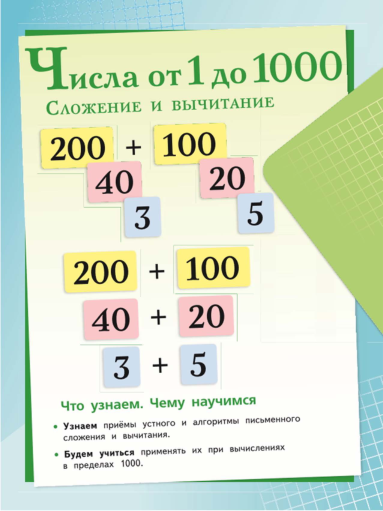 Числа от 1 до 1000
Сложение и вычитание
200 + 100
40 20
3 5
200 + 100
40 + 20
3 + 5
Что узнаем. Чему научимся
• Узнаем приёмы устного и алгоритмы письменного
сложения и вычитания.
• Будем учиться применять их при вычислениях
в пределах 1000.